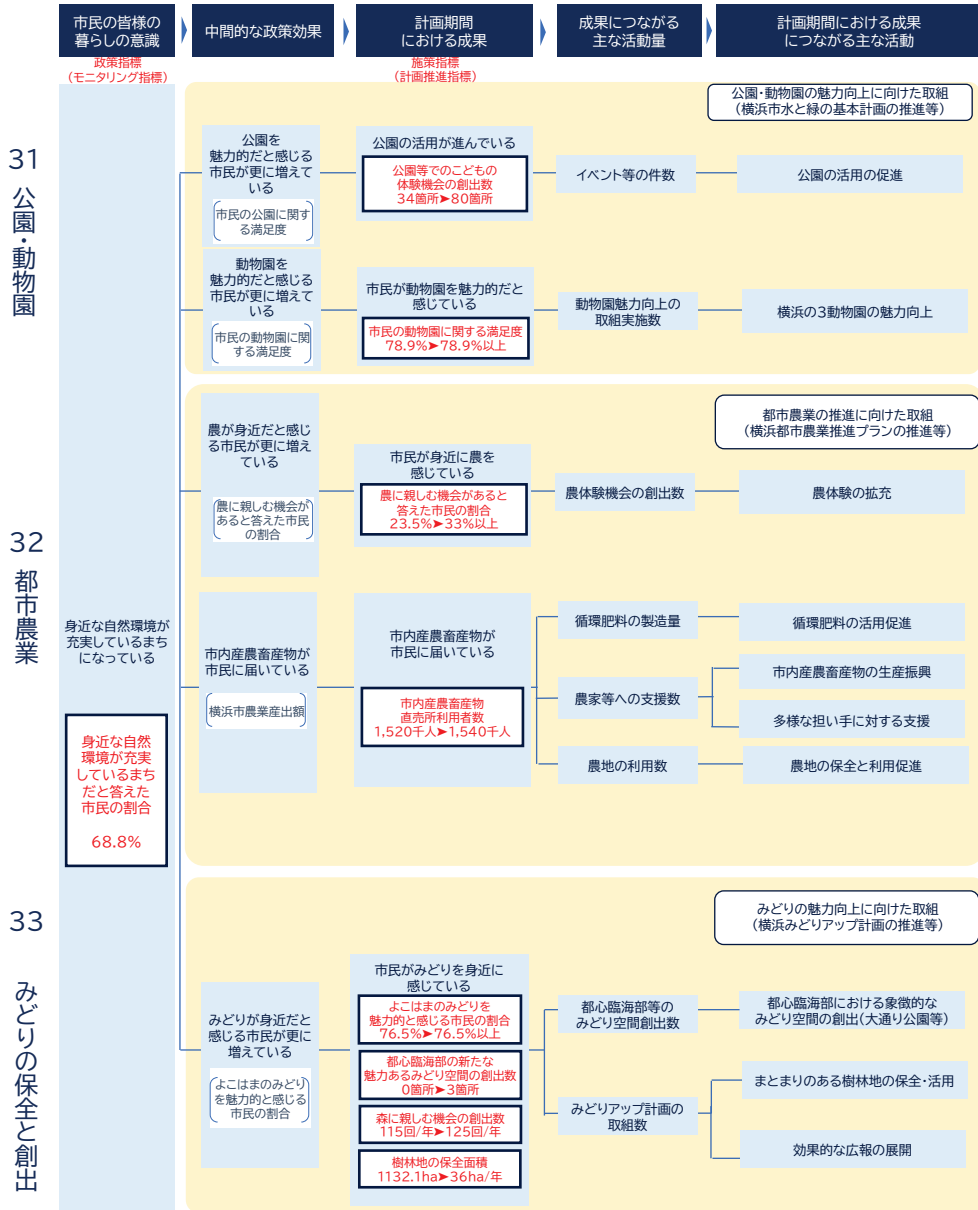 市民の皆様の
暮らしの意識
中間的な政策効果
計画期間
における成果
成果につながる
主な活動量
計画期間における成果
につながる主な活動
政策指標
(モニタリング指標)
施策指標
(計画推進指標)
31
公園・動物園
公園・動物園の魅力向上に向けた取組
(横浜市水と緑の基本計画の推進等)
公園を
魅力的だと感じる
市民が更に増えて
いる
市民の公園に関す
る満足度
公園の活用が進んでいる
公園等でのこどもの
体験機会の創出数
34箇所➤80箇所
イベント等の件数
公園の活用の促進
動物園を
魅力的だと感じる
市民が更に増えて
いる
市民の動物園に関
する満足度
市民が動物園を魅力的だと
感じている
市民の動物園に関する満足度
78.9%➤78.9%以上
動物園魅力向上の
取組実施数
横浜の3動物園の魅力向上
32
都市農業
都市農業の推進に向けた取組
(横浜都市農業推進プランの推進等)
農が身近だと感じ
る市民が更に増え
ている
農に親しむ機会が
あると答えた市民
の割合
市民が身近に農を
感じている
農に親しむ機会があると
答えた市民の割合
23.5%➤33%以上
農体験機会の創出数
農体験の拡充
身近な自然環境が
充実しているまち
になっている
身近な自然
環境が充実
しているまち
だと答えた
市民の割合
68.8%
市内産農畜産物が
市民に届いている
横浜市農業産出額
市内産農畜産物が
市民に届いている
市内産農畜産物
直売所利用者数
1,520千人➤1,540千人
循環肥料の製造量
循環肥料の活用促進
農家等への支援数
市内産農畜産物の生産振興
多様な担い手に対する支援
農地の利用数
農地の保全と利用促進
33
みどりの保全と創出
みどりの魅力向上に向けた取組
(横浜みどりアップ計画の推進等)
みどりが身近だと
感じる市民が更に
増えている
よこはまのみどり
を魅力的と感じる
市民の割合
市民がみどりを身近に
感じている
よこはまのみどりを
魅力的と感じる市民の割合
76.5%➤76.5%以上
都心臨海部の新たな
魅力あるみどり空間の創出数
0箇所➤3箇所
森に親しむ機会の創出数
115回/年➤125回/年
樹林地の保全面積
1132.1ha➤36ha/年
都心臨海部等の
みどり空間創出数
都心臨海部における象徴的な
みどり空間の創出(大通り公園等)
みどりアップ計画の
取組数
まとまりのある樹林地の保全・活用
効果的な広報の展開